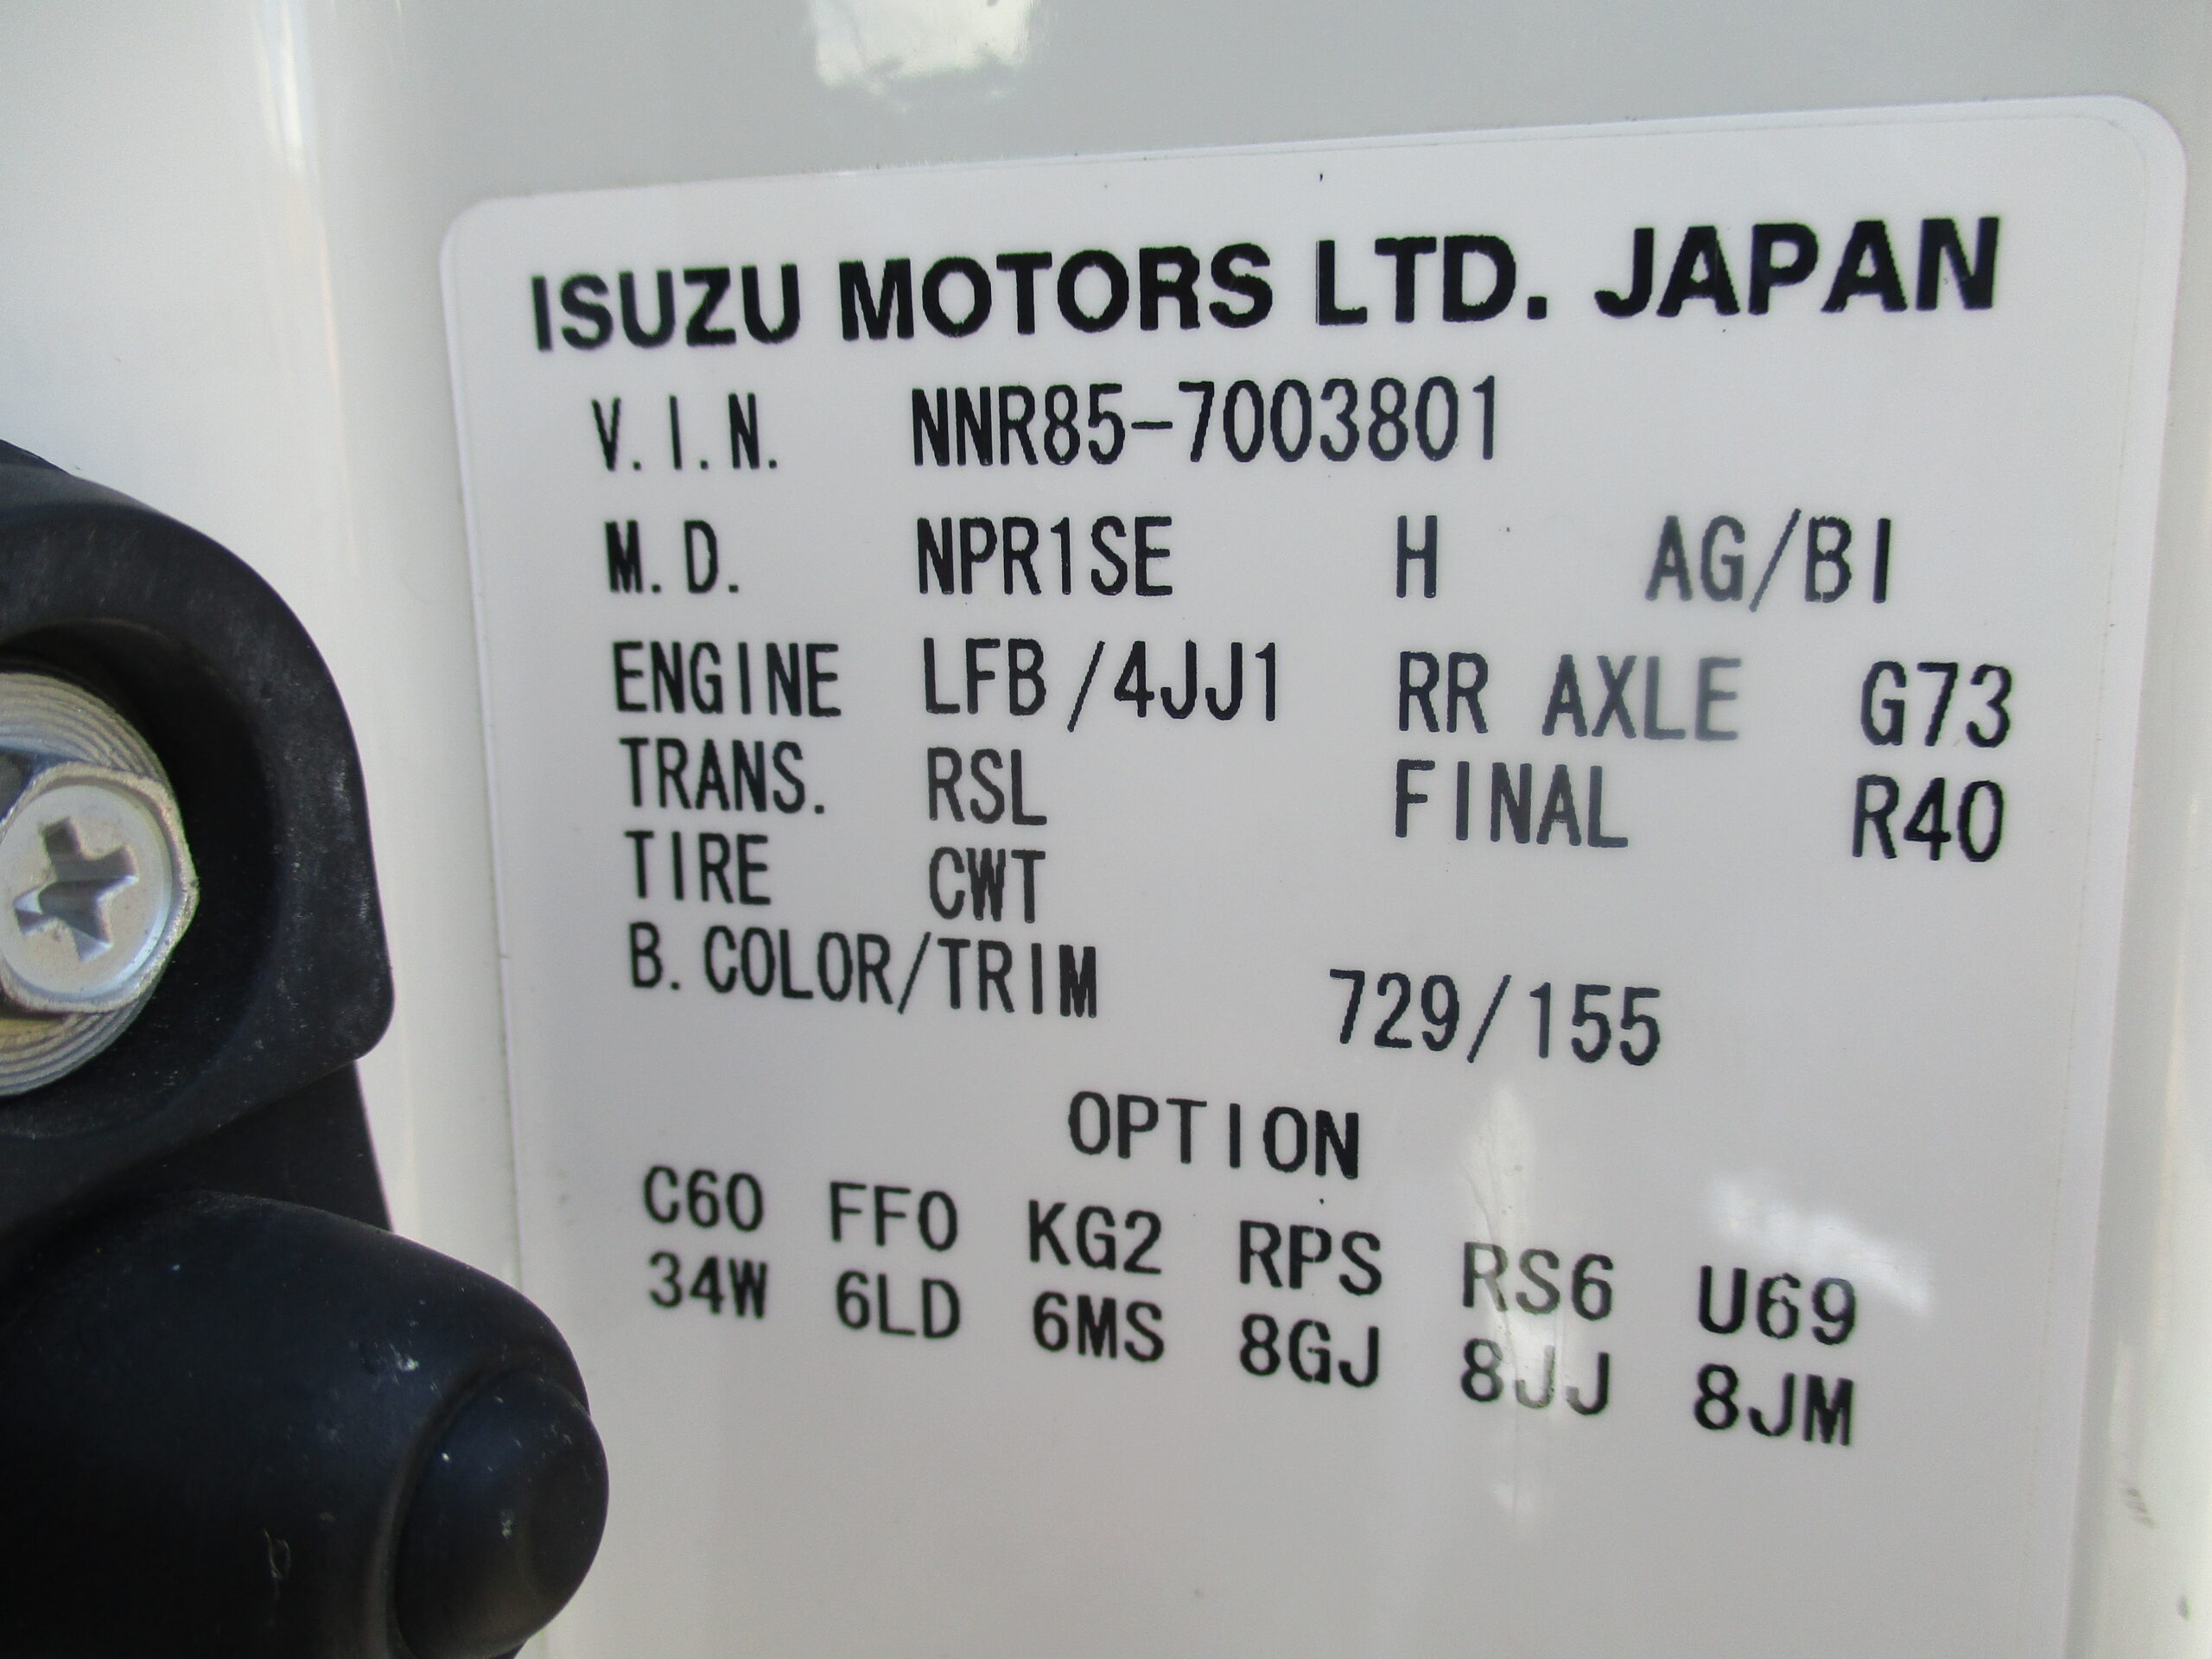 ISUZU MOTORS LTD. JAPAN
V.I.N. NNR85-7003801
M.D. NPR1SE H AG/BI
ENGINE LFB/4JJ1 RR AXLE G73
TRANS. RSL FINAL R40
TIRE CWT
B.COLOR/TRIM 729/155
OPTION
C60 FF0 KG2 RPS RS6 U69
34W 6LD 6MS 8GJ 8JJ 8JM